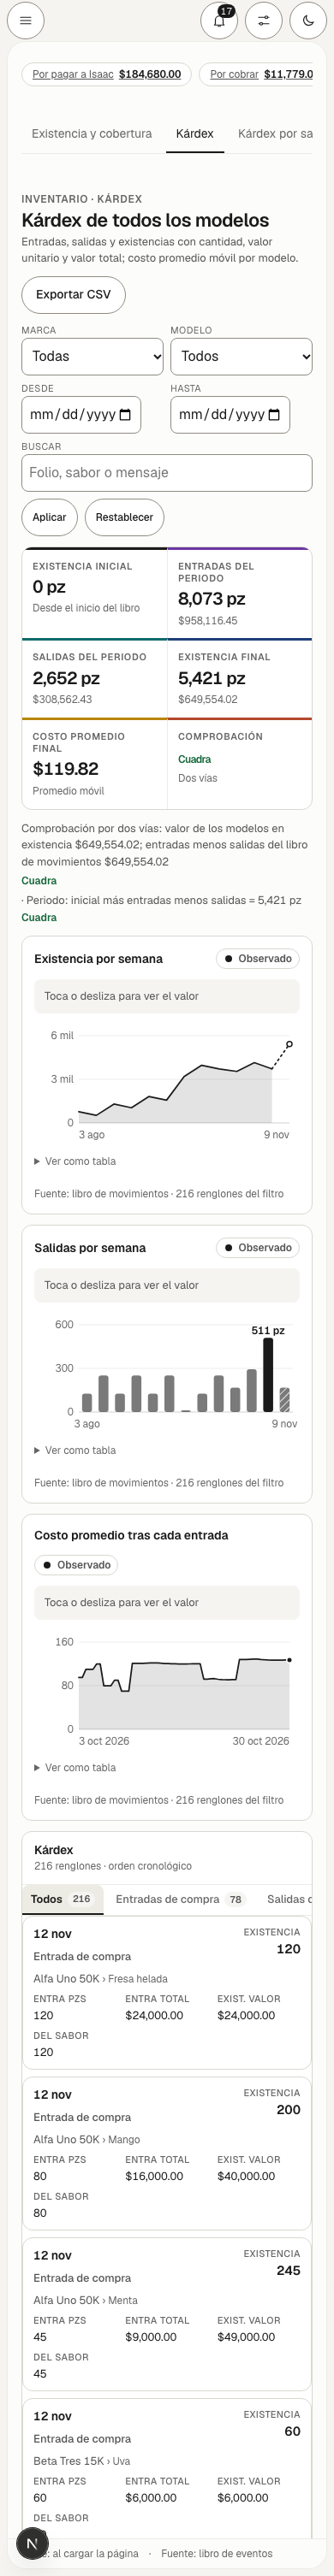 17
Por pagar a Isaac $184,680.00 Por cobrar $11,779.0
Existencia y cobertura Kárdex Kárdex por sa
INVENTARIO · KÁRDEX
Kárdex de todos los modelos
Entradas, salidas y existencias con cantidad, valor
unitario y valor total; costo promedio móvil por modelo.
Exportar CSV
MARCA MODELO
Todas Todos
DESDE HASTA
mm/dd/yyyy mm/dd/yyyy
BUSCAR
Folio, sabor o mensaje
Aplicar Restablecer
EXISTENCIA INICIAL
0 pz
Desde el inicio del libro
ENTRADAS DEL
PERIODO
8,073 pz
$958,116.45
SALIDAS DEL PERIODO
2,652 pz
$308,562.43
EXISTENCIA FINAL
5,421 pz
$649,554.02
COSTO PROMEDIO
FINAL
$119.82
Promedio móvil
COMPROBACIÓN
Cuadra
Dos vías
Comprobación por dos vías: valor de los modelos en
existencia $649,554.02; entradas menos salidas del libro
de movimientos $649,554.02
Cuadra
· Periodo: inicial más entradas menos salidas = 5,421 pz
Cuadra
Existencia por semana Observado
Toca o desliza para ver el valor
6 mil
3 mil
0
3 ago 9 nov
Ver como tabla
Fuente: libro de movimientos · 216 renglones del filtro
Salidas por semana Observado
Toca o desliza para ver el valor
600
511 pz
300
0
3 ago 9 nov
Ver como tabla
Fuente: libro de movimientos · 216 renglones del filtro
Costo promedio tras cada entrada
Observado
Toca o desliza para ver el valor
160
80
0
3 oct 2026 30 oct 2026
Ver como tabla
Fuente: libro de movimientos · 216 renglones del filtro
Kárdex
216 renglones · orden cronológico
Todos 216 Entradas de compra 78 Salidas
12 nov EXISTENCIA
Entrada de compra 120
Alfa Uno 50K › Fresa helada
ENTRA PZS ENTRA TOTAL EXIST. VALOR
120 $24,000.00 $24,000.00
DEL SABOR
120
12 nov EXISTENCIA
Entrada de compra 200
Alfa Uno 50K › Mango
ENTRA PZS ENTRA TOTAL EXIST. VALOR
80 $16,000.00 $40,000.00
DEL SABOR
80
12 nov EXISTENCIA
Entrada de compra 245
Alfa Uno 50K › Menta
ENTRA PZS ENTRA TOTAL EXIST. VALOR
45 $9,000.00 $49,000.00
DEL SABOR
45
12 nov EXISTENCIA
Entrada de compra 60
Beta Tres 15K › Uva
ENTRA PZS ENTRA TOTAL EXIST. VALOR
60 $6,000.00 $6,000.00
DEL SABOR
N
al cargar la página · Fuente: libro de eventos